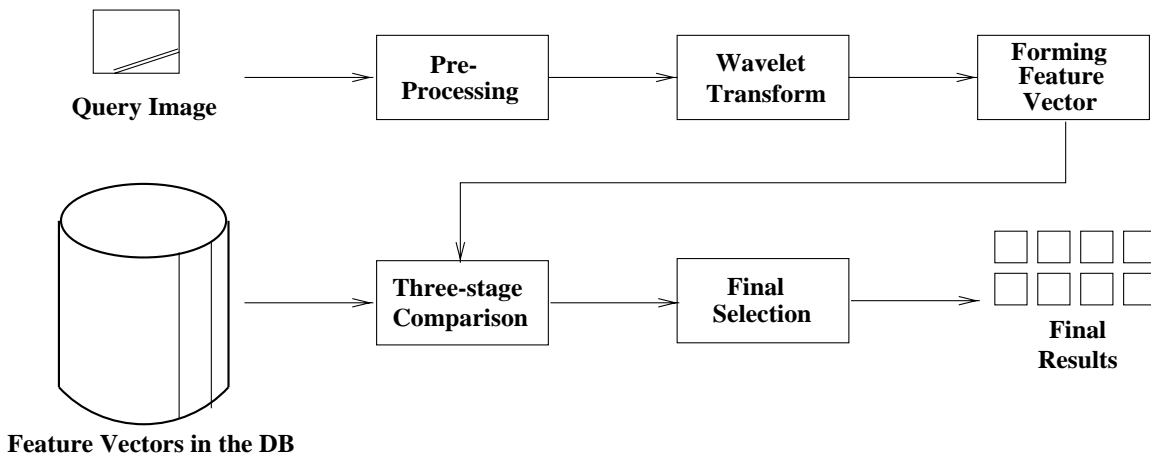 Query Image
Pre-
Processing
Wavelet
Transform
Forming
Feature
Vector
Feature Vectors in the DB
Three-stage
Comparison
Final
Selection
Final
Results